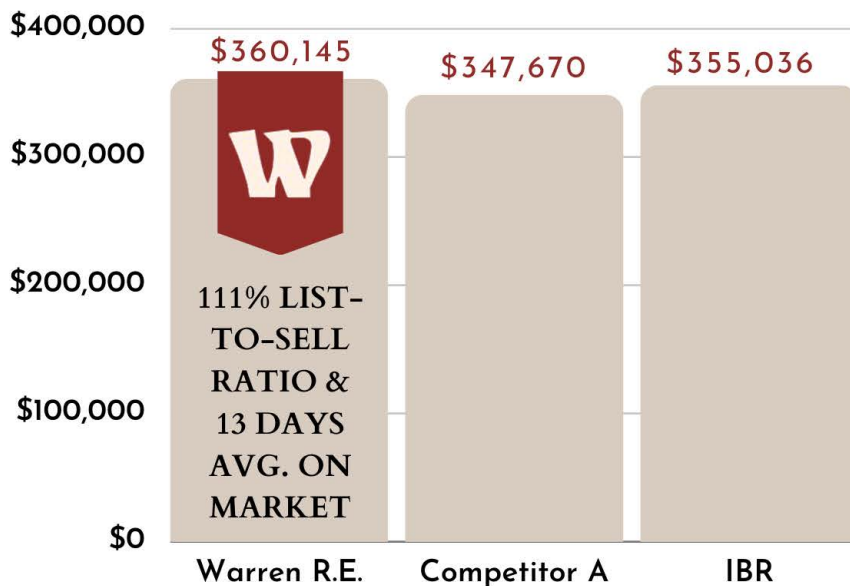 $400,000
$360,145
$347,670
$355,036
$300,000
W
$200,000
111% LIST-
TO-SELL
RATIO &
13 DAYS
AVG. ON
MARKET
$100,000
$0
Warren R.E.
Competitor A
IBR